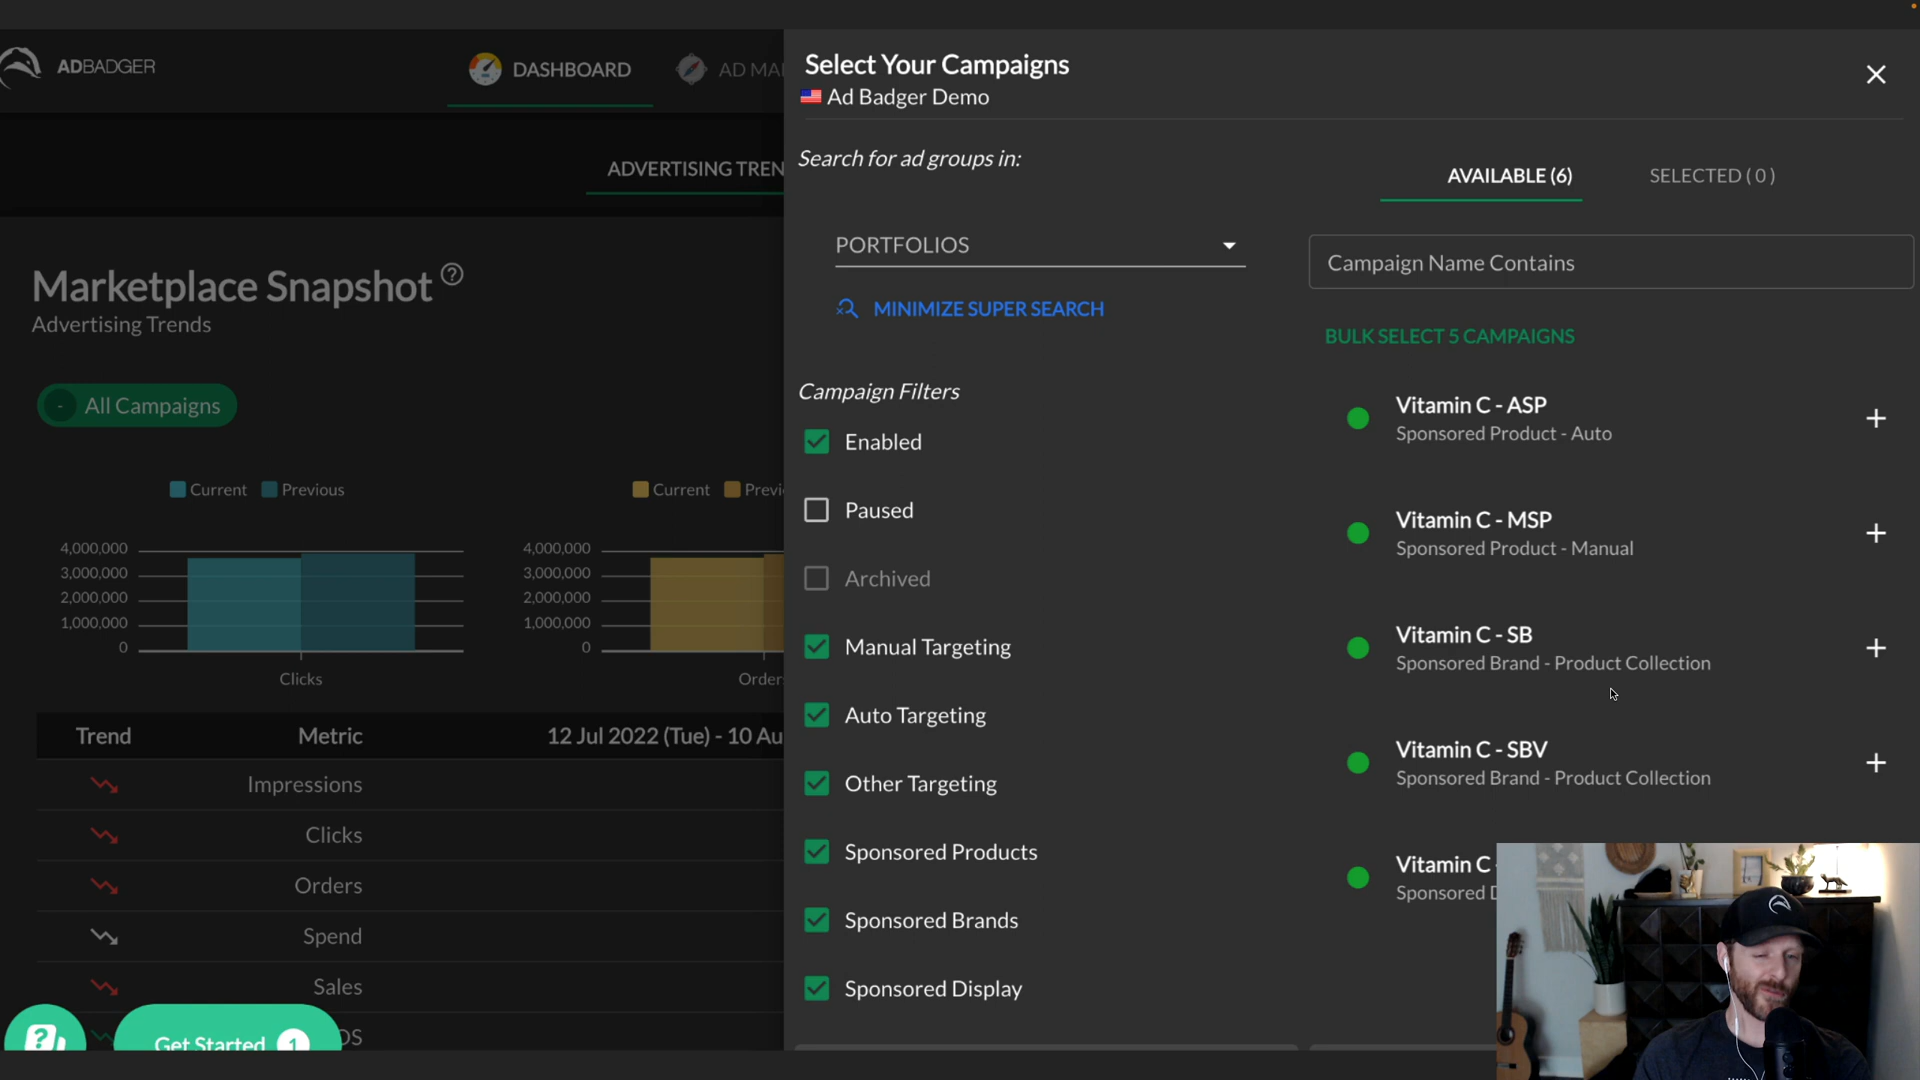 ADBADGER
DASHBOARD
AD MA
Select Your Campaigns
Ad Badger Demo
ADVERTISING TREN
Search for ad groups in:
AVAILABLE (6)
SELECTED ( 0 )
PORTFOLIOS
Campaign Name Contains
MINIMIZE SUPER SEARCH
BULK SELECT 5 CAMPAIGNS
Marketplace Snapshot ?
Advertising Trends
- All Campaigns
Campaign Filters
Enabled
Paused
Archived
Manual Targeting
Auto Targeting
Other Targeting
Sponsored Products
Sponsored Brands
Sponsored Display
Vitamin C - ASP
Sponsored Product - Auto
Vitamin C - MSP
Sponsored Product - Manual
Vitamin C - SB
Sponsored Brand - Product Collection
Vitamin C - SBV
Sponsored Brand - Product Collection
Vitamin C -
Sponsored D
Current Previous
4,000,000
3,000,000
2,000,000
1,000,000
0
Clicks
Current Previ
4,000,000
3,000,000
2,000,000
1,000,000
0
Order
Trend Metric 12 Jul 2022 (Tue) - 10 Au
Impressions
Clicks
Orders
Spend
Sales
OS
?
Get Started 1